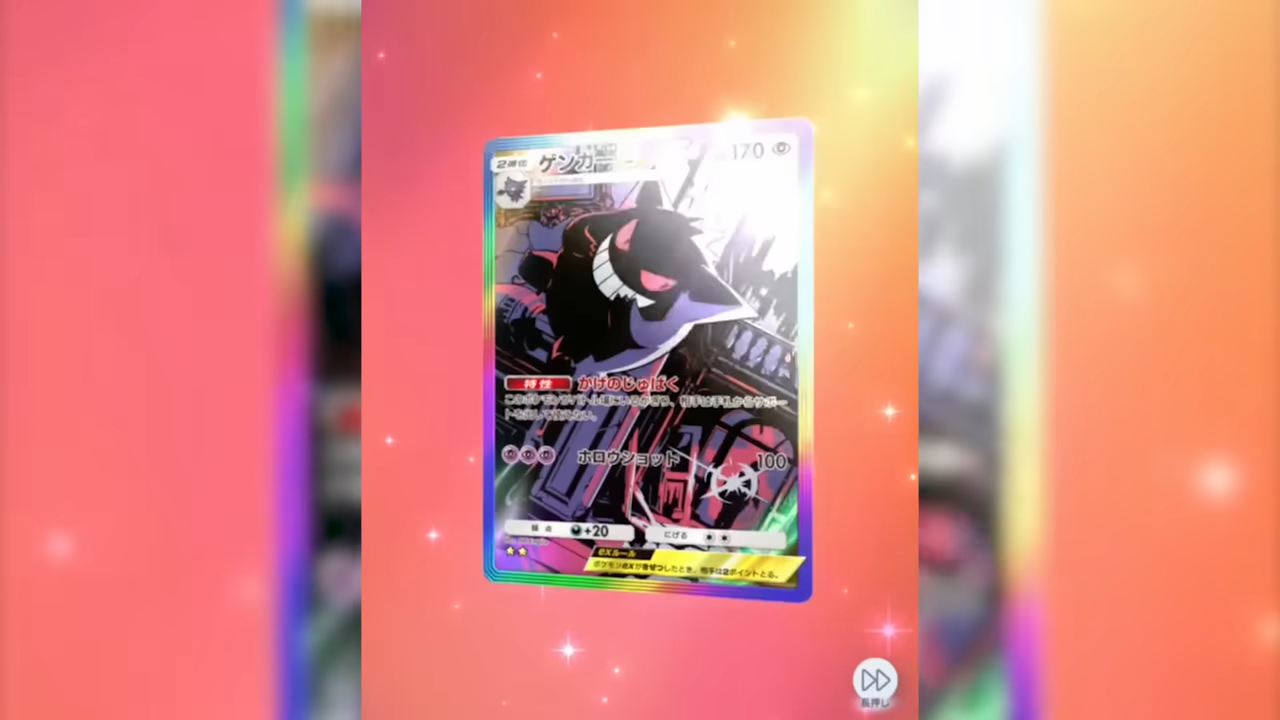 2進化 ゲンガ 170
特性 かげのじゅばく
このポケモンがバトル場にいるかぎり、相手は手札からサポー
トを出して使えない。
ホロウショット 100
弱点 +20 にげる
exルール
ポケモンexがきぜつしたとき、相手は2ポイントとる。
長押し